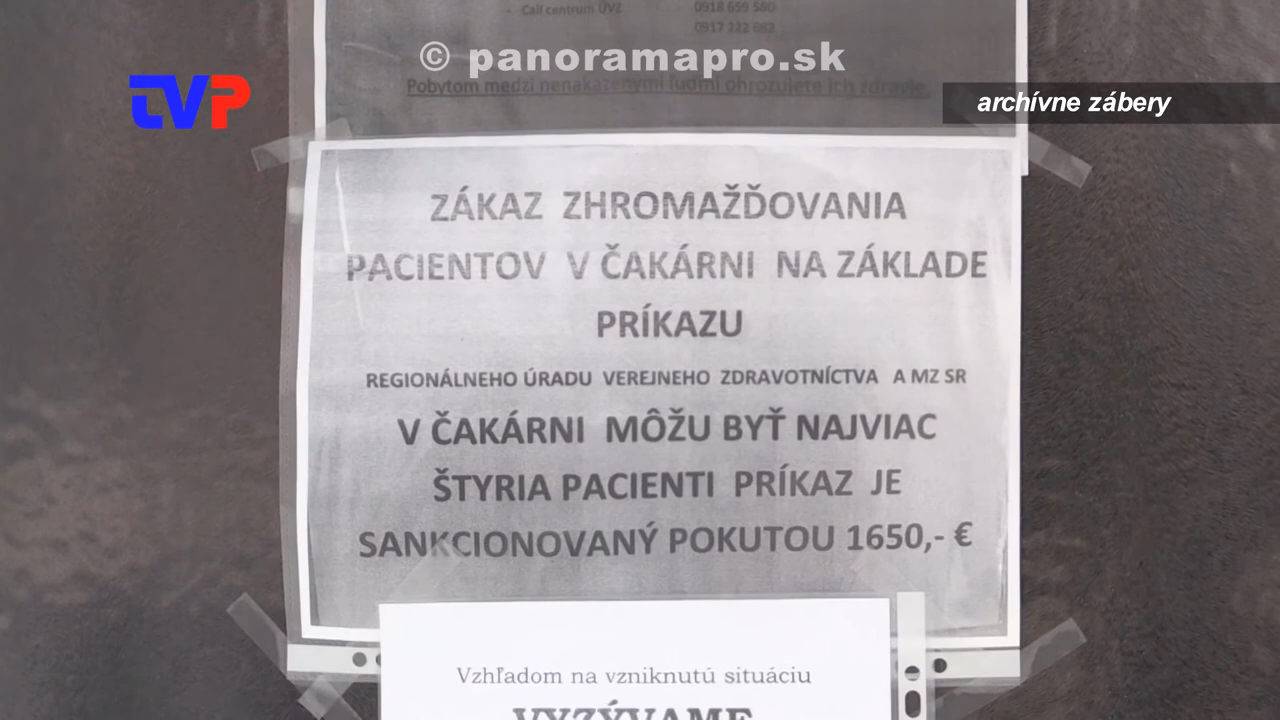 - Call centrum ÚVZ 0918 659 580
0917 222 682
© panoramapro.sk
Pobytom medzi nenakazenými ľuďmi ohrozujete ich zdravie.
TVP
archívne zábery
ZÁKAZ ZHROMAŽĎOVANIA
PACIENTOV V ČAKÁRNI NA ZÁKLADE
PRÍKAZU
REGIONÁLNEHO ÚRADU VEREJNEHO ZDRAVOTNÍCTVA A MZ SR
V ČAKÁRNI MÔŽU BYŤ NAJVIAC
ŠTYRIA PACIENTI PRÍKAZ JE
SANKCIONOVANÝ POKUTOU 1650,- €
Vzhľadom na vzniknutú situáciu
VYZÝVAME